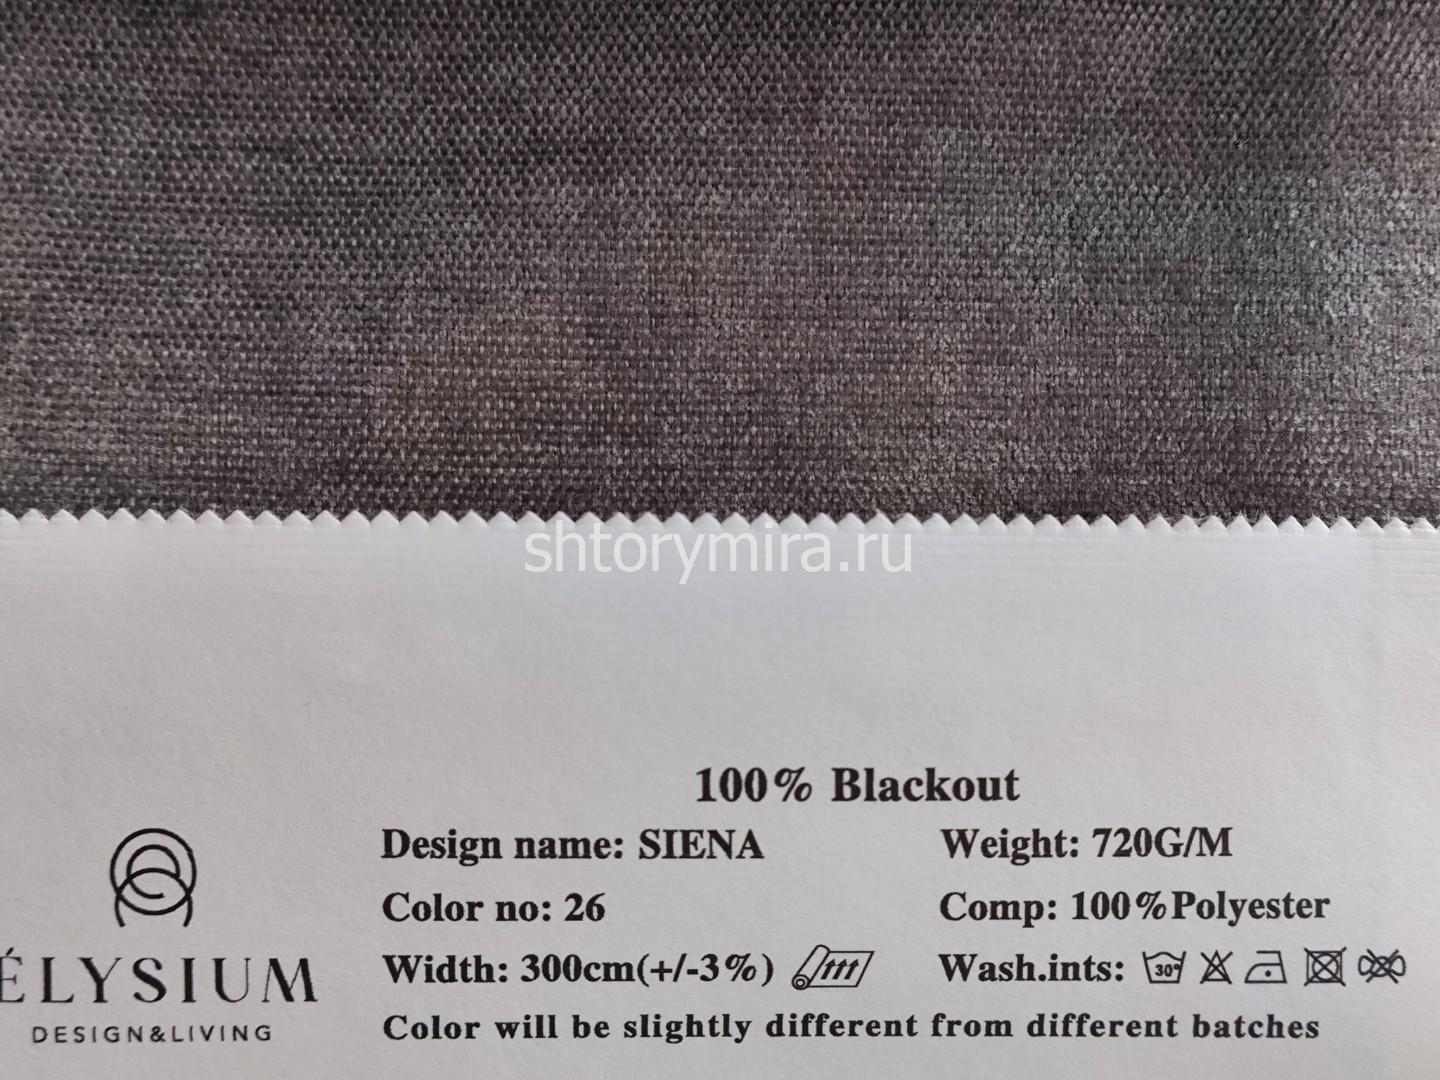 shtorymira.ru
100% Blackout
Design name: SIENA
Weight: 720G/M
Color no: 26
Comp: 100%Polyester
Width: 300cm(+/-3%)
Wash.ints: 30°
Color will be slightly different from different batches
ÉLYSIUM
DESIGN&LIVING